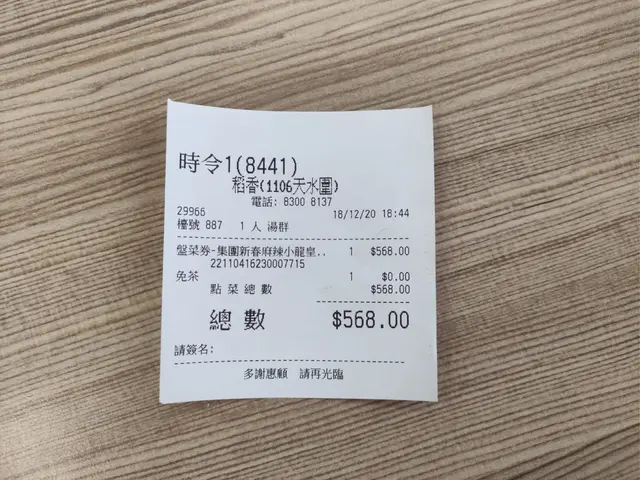 時令1(8441)
稻香(1106天水圍)
電話: 8300 8137
29966 18/12/20 18:44
檯號 887 1 人 湯群
盤菜券-集團新春麻辣小龍皇.. 1 $568.00
22110416230007715
免茶 1 $0.00
點 菜 總 數 $568.00
總 數 $568.00
請簽名:
多謝惠顧 請再光臨